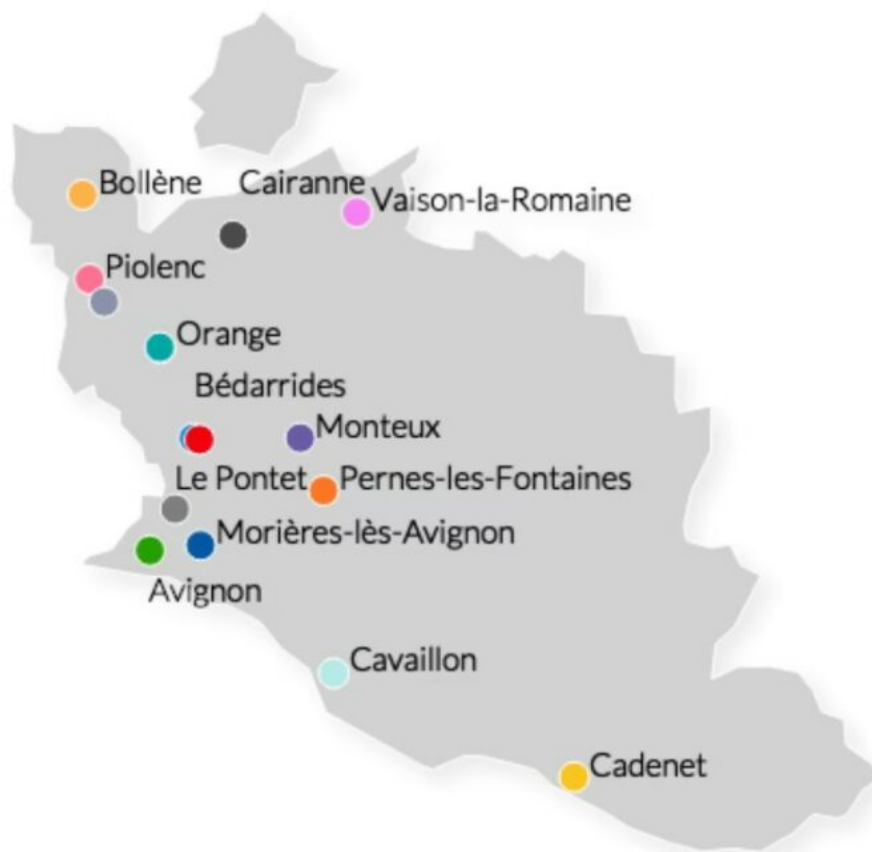 Bollène
Cairanne
Vaison-la-Romaine
Piolenc
Orange
Bédarrides
Monteux
Le Pontet
Pernes-les-Fontaines
Morières-lès-Avignon
Avignon
Cavaillon
Cadenet